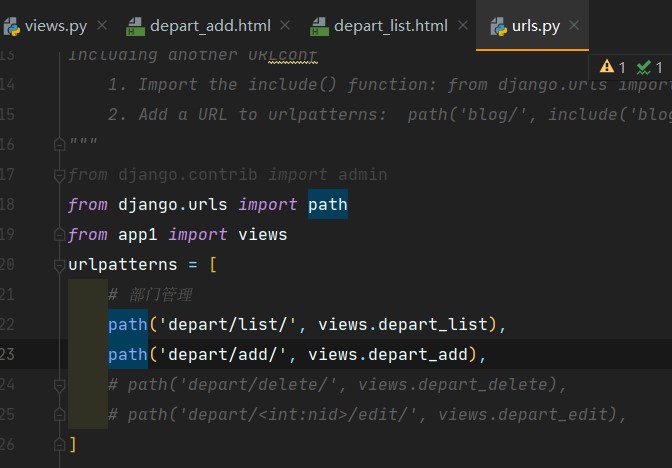 views.py × depart_add.html × depart_list.html × urls.py ×
13 Including another URLconf
1 1
14 1. Import the include() function: from django.urls import
15 2. Add a URL to urlpatterns:  path('blog/', include('blog
16 """
17 from django.contrib import admin
18 from django.urls import path
19 from app1 import views
20 urlpatterns = [
21 # 部门管理
22 path('depart/list/', views.depart_list),
23 path('depart/add/', views.depart_add),
24 # path('depart/delete/', views.depart_delete),
25 # path('depart/<int:nid>/edit/', views.depart_edit),
26 ]